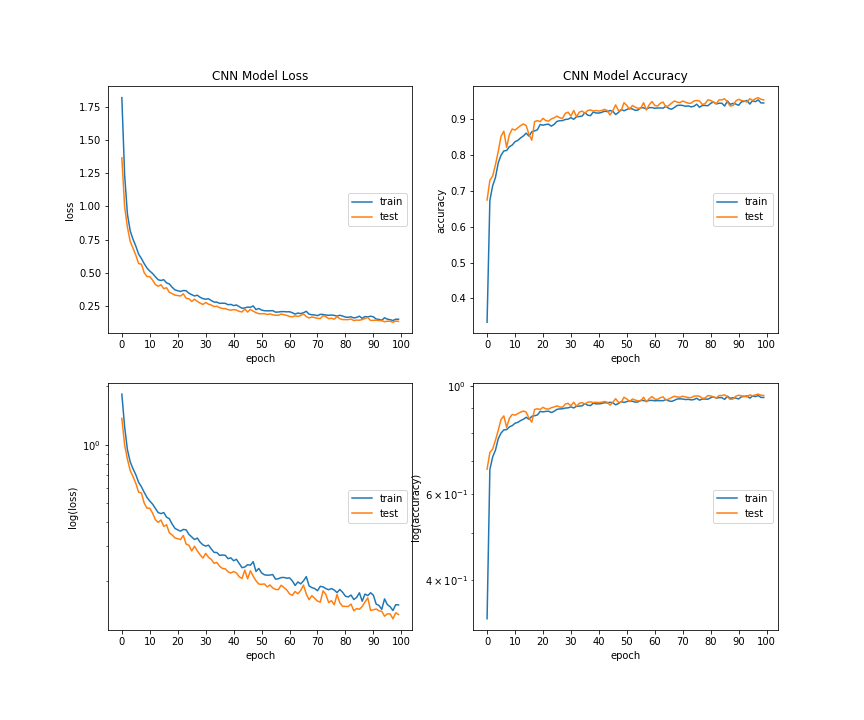 CNN Model Loss
1.75
1.50
1.25
1.00
0.75
0.50
0.25
loss
train
test
0 10 20 30 40 50 60 70 80 90 100
epoch
CNN Model Accuracy
0.9
0.8
0.7
0.6
0.5
0.4
accuracy
train
test
0 10 20 30 40 50 60 70 80 90 100
epoch
10⁰
log(loss)
train
test
0 10 20 30 40 50 60 70 80 90 100
epoch
10⁰
6 × 10⁻¹
4 × 10⁻¹
log(accuracy)
train
test
0 10 20 30 40 50 60 70 80 90 100
epoch